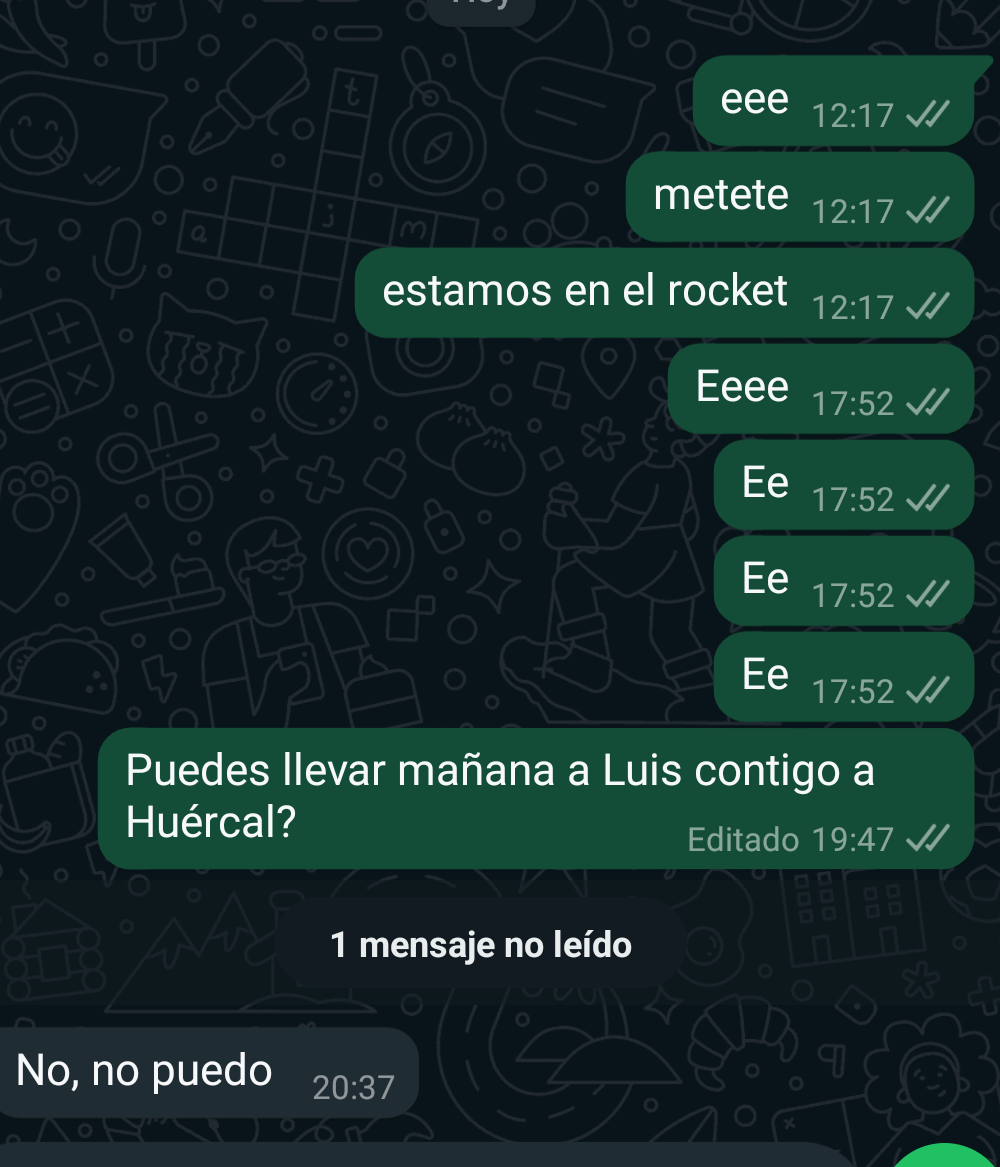 Hoy
eee 12:17
metete 12:17
estamos en el rocket 12:17
Eeee 17:52
Ee 17:52
Ee 17:52
Ee 17:52
Puedes llevar mañana a Luis contigo a
Huércal?
Editado 19:47
1 mensaje no leído
No, no puedo 20:37